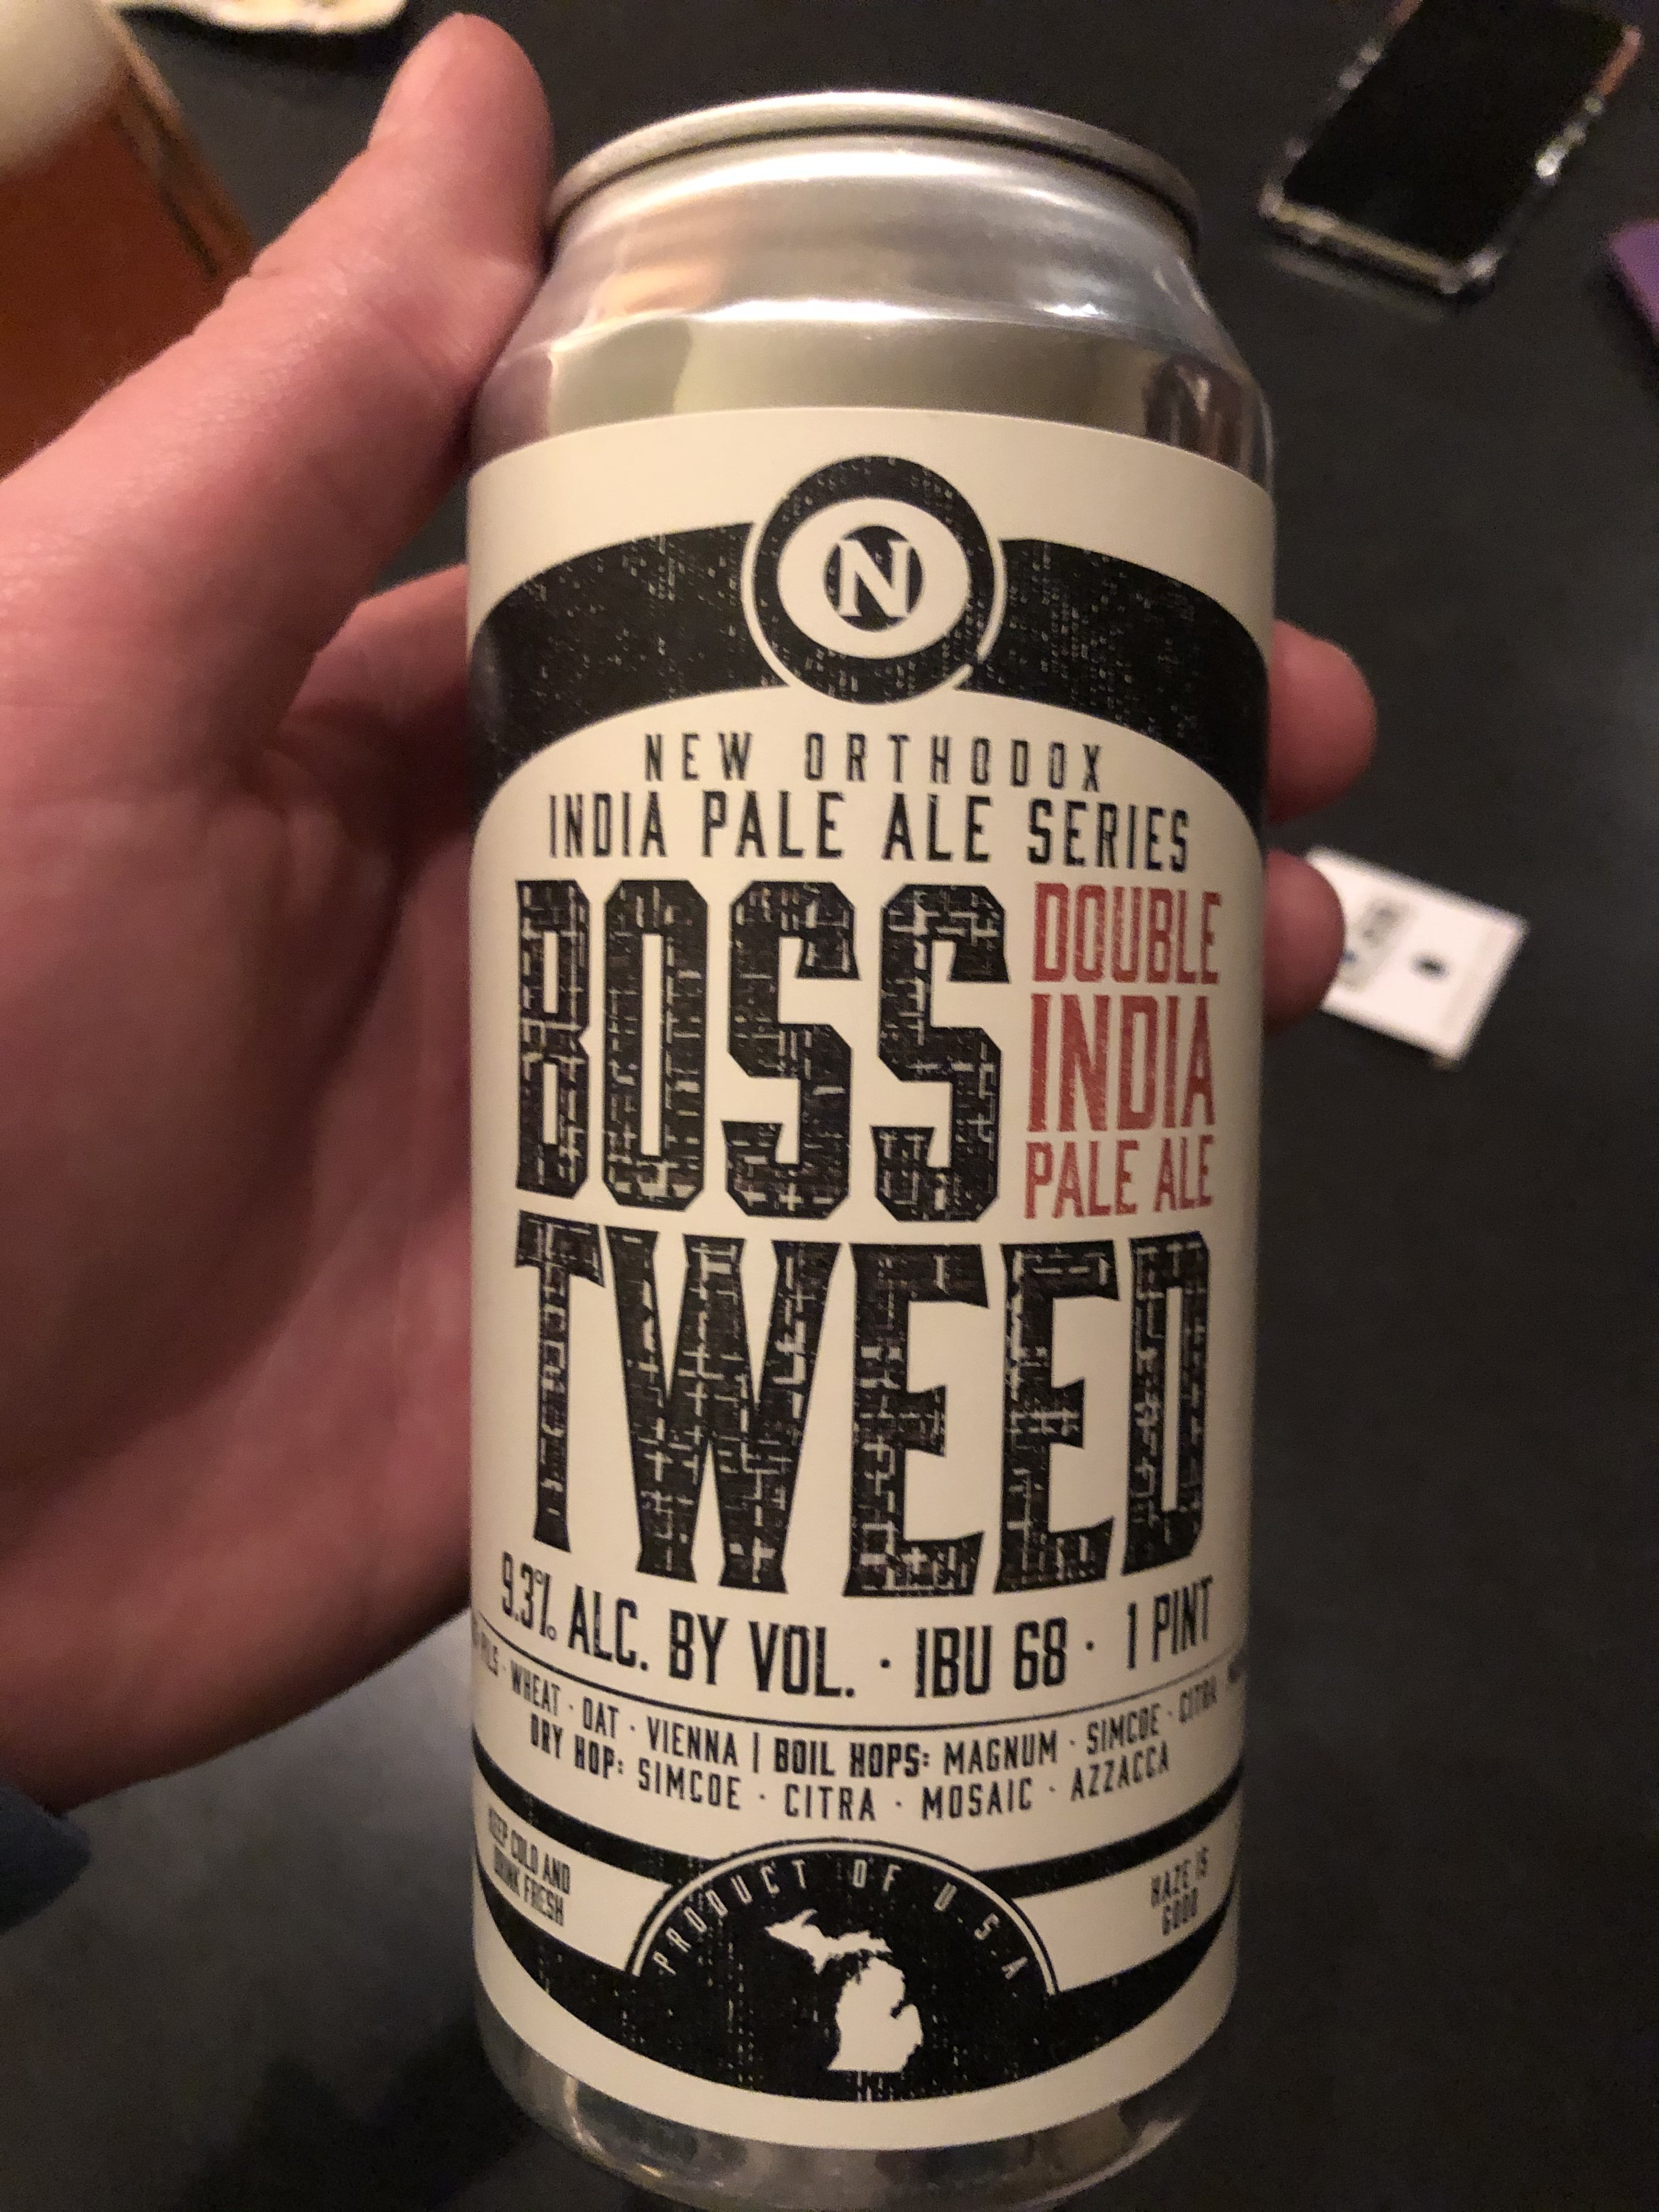 N
NEW ORTHODOX
INDIA PALE ALE SERIES
BOSS
DOUBLE
INDIA
PALE ALE
TWEED
9.3% ALC. BY VOL. · IBU 68 · 1 PINT
PILS · WHEAT · OAT · VIENNA | BOIL HOPS: MAGNUM · SIMCOE · CITRA ·
DRY HOP: SIMCOE · CITRA · MOSAIC · AZZACCA
KEEP COLD AND
DRINK FRESH
PRODUCT OF U.S.A
HAZE IS
GOOD